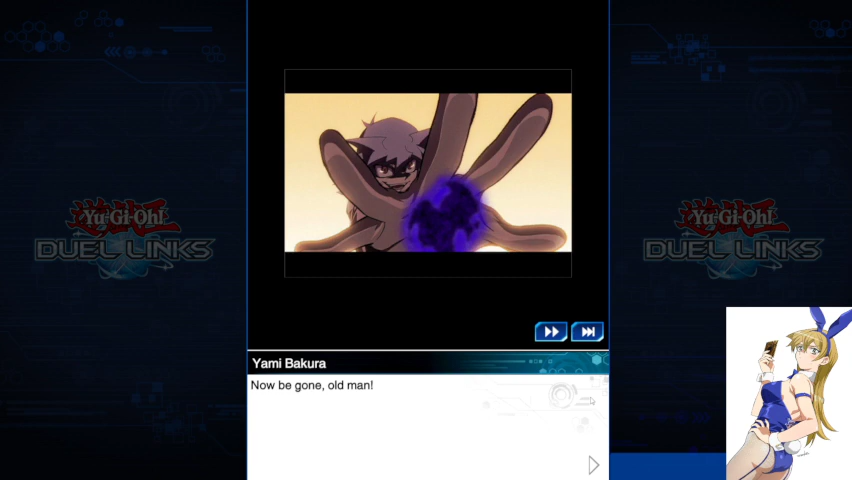 Yu-Gi-Oh!
DUEL LINKS
Yu-Gi-Oh!
DUEL LINKS
Yami Bakura
Now be gone, old man!